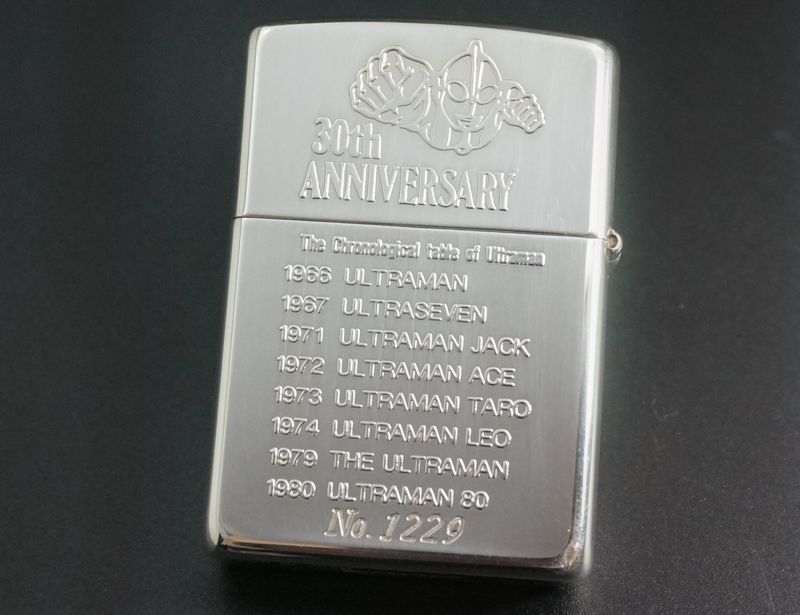 30th
ANNIVERSARY
The Chronological table of Ultraman
1966 ULTRAMAN
1967 ULTRASEVEN
1971 ULTRAMAN JACK
1972 ULTRAMAN ACE
1973 ULTRAMAN TARO
1974 ULTRAMAN LEO
1979 THE ULTRAMAN
1980 ULTRAMAN 80
No. 1229